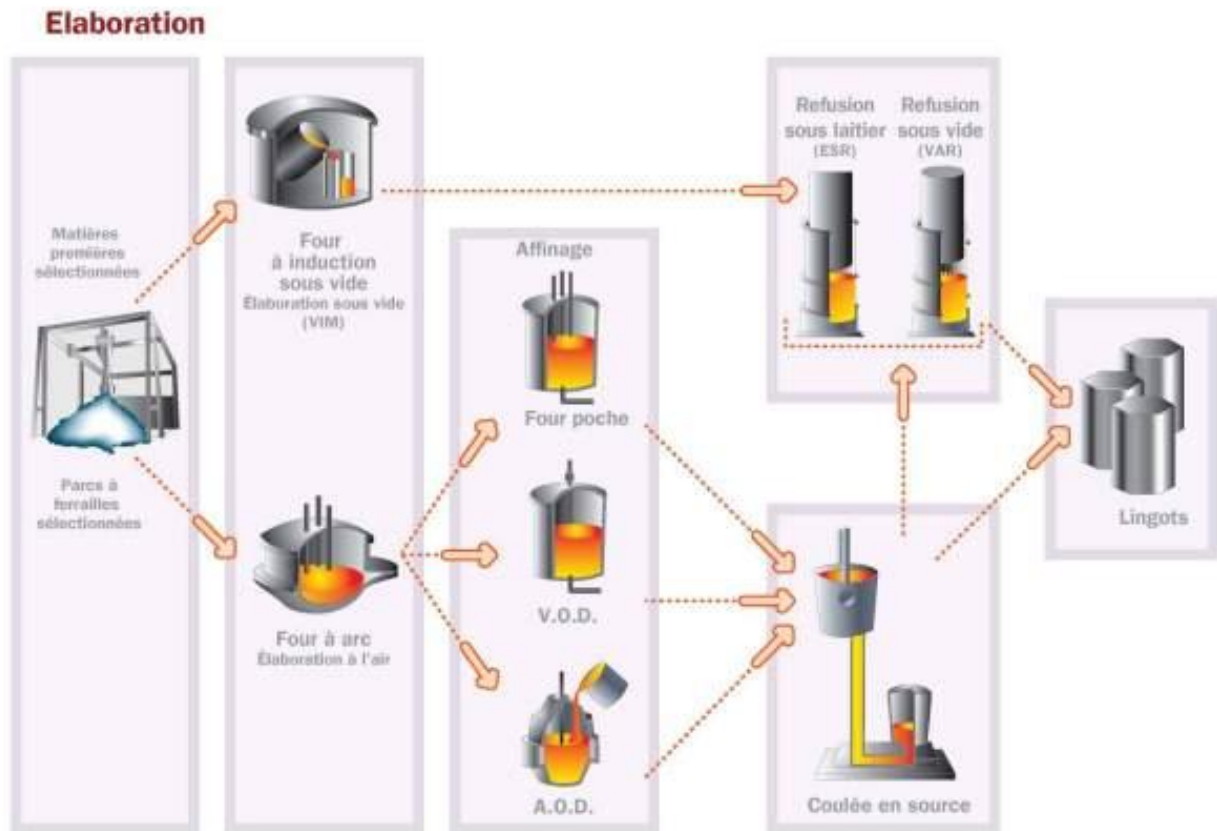 Elaboration
Matières
premières
sélectionnées
Parcs à
ferrailles
sélectionnées
Four
à induction
sous vide
Élaboration sous vide
(VIM)
Four à arc
Élaboration à l'air
Affinage
Four poche
V.O.D.
A.O.D.
Refusion
sous laitier
(ESR)
Refusion
sous vide
(VAR)
Coulée en source
Lingots